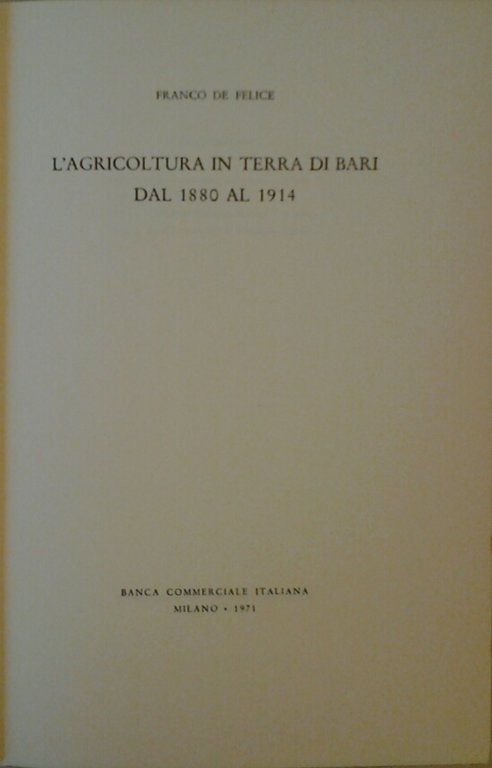 FRANCO DE FELICE
L'AGRICOLTURA IN TERRA DI BARI
DAL 1880 AL 1914
BANCA COMMERCIALE ITALIANA
MILANO • 1971